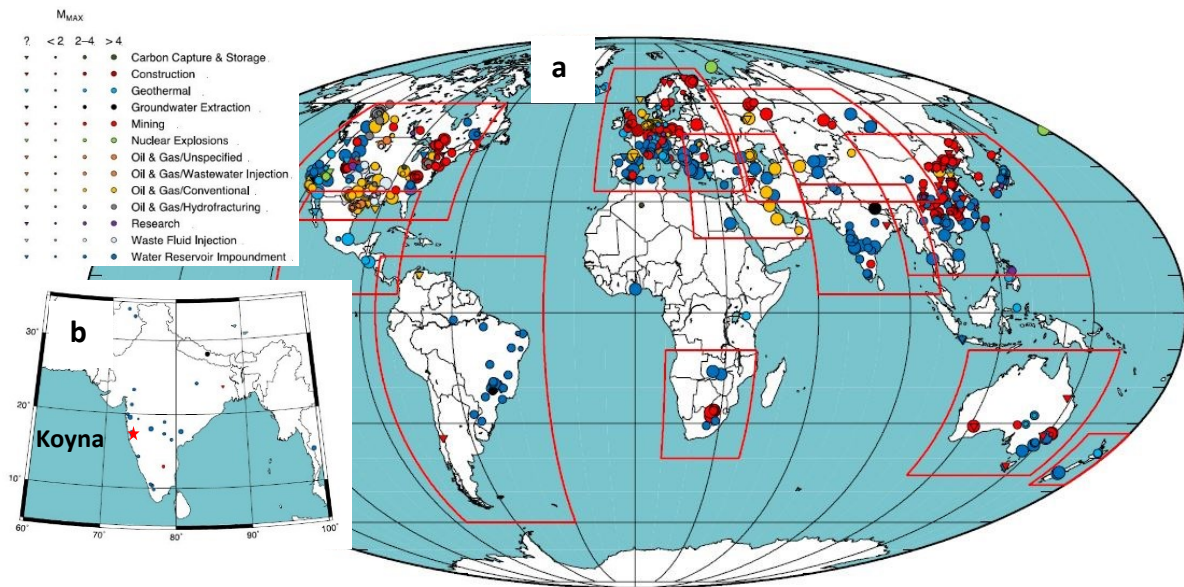 M MAX
? < 2 2–4 > 4
Carbon Capture & Storage
Construction
Geothermal
Groundwater Extraction
Mining
Nuclear Explosions
Oil & Gas/Unspecified
Oil & Gas/Wastewater Injection
Oil & Gas/Conventional
Oil & Gas/Hydrofracturing
Research
Waste Fluid Injection
Water Reservoir Impoundment
a
b
30˚
20˚
Koyna
10˚
60˚ 70˚ 80˚ 90˚ 100˚